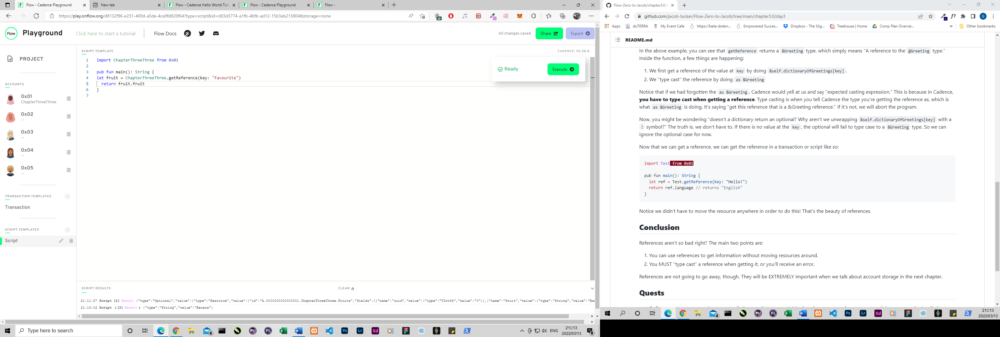 Flow - Cadence Playground
New tab
Flow - Cadence Hello World Tuto
Flow - Cadence Playground
Flow -
https://play.onflow.org/d8132f96-e231-469d-a5de-4ca9fd820f64?type=script&id=d03d3774-a1fb-4bfb-ad12-15b3ab213804&storage=none
32
Flow
Playground
Click here to start a tutorial
Flow Docs
All changes saved
Share
Export
PROJECT
ACCOUNTS
0x01
ChapterThreeThree
0x02
--
0x03
--
0x04
--
0x05
--
TRANSACTION TEMPLATES
Transaction
SCRIPT TEMPLATES
Script
SCRIPT TEMPLATE
CADENCE: V0.20.0
1 import ChapterThreeThree from 0x01
2
3 pub fun main(): String {
4 let fruit = ChapterThreeThree.getReference(key: "Favourite")
5 return fruit.fruit
6 }
7
Ready
Execute
SCRIPT RESULTS
CLEAR
21:11:37 Script [1] Result {"type":"Optional","value":{"type":"Resource","value":{"id":"A.0000000000000001.ChapterThreeThree.Fruits","fields":[{"name":"uuid","value":{"type":"UInt64","value":"0"}},{"name":"fruit","value":{"type":"String","value":"Ban
21:13:02 Script > [2] Result > {"type":"String","value":"Banana"}
Type here to search
4
PM
FX
Ps
Lr
Xd
ENG
21□13
2022/03/13
8
Flow-Zero-to-Jacob/chapter3.0/d
github.com/jacob-tucker/Flow-Zero-to-Jacob/tree/main/chapter3.0/day3
f?
G
Apps
doTERRA
My Event Cafe
https://beta-doterr...
Empowered Succes...
Dropbox - The Slig...
Treehouse | Home
Comp Plan Overvie...
»
Other bookmarks
README.md
In the above example, you can see that getReference returns a &Greeting type, which simply means "A reference to the @Greeting type."
Inside the function, a few things are happening:
1. We first get a reference of the value at key by doing &self.dictionaryOfGreetings[key].
2. We "type cast" the reference by doing as &Greeting
Notice that if we had forgotten the as &Greeting, Cadence would yell at us and say "expected casting expression." This is because in Cadence,
you have to type cast when getting a reference. Type casting is when you tell Cadence the type you're getting the reference as, which is
what as &Greeting is doing. It's saying "get this reference that is a &Greeting reference." If it's not, we will abort the program.
Now, you might be wondering "doesn't a dictionary return an optional? Why aren't we unwrapping &self.dictionaryOfGreetings[key] with a
! symbol?" The truth is, we don't have to. If there is no value at the key, the optional will fail to type case to a &Greeting type. So we can
ignore the optional case for now.
Now that we can get a reference, we can get the reference in a transaction or script like so:
import Test from 0x01
pub fun main(): String {
let ref = Test.getReference(key: "Hello!")
return ref.language // returns "English"
}
Notice we didn't have to move the resource anywhere in order to do this! That's the beauty of references.
Conclusion
References aren't so bad right? The main two points are:
1. You can use references to get information without moving resources around.
2. You MUST "type cast" a reference when getting it, or you'll receive an error.
References are not going to go away, though. They will be EXTREMELY important when we talk about account storage in the next chapter.
Quests
4
PM
FX
Ps
Lr
Xd
21□13
2022/03/13